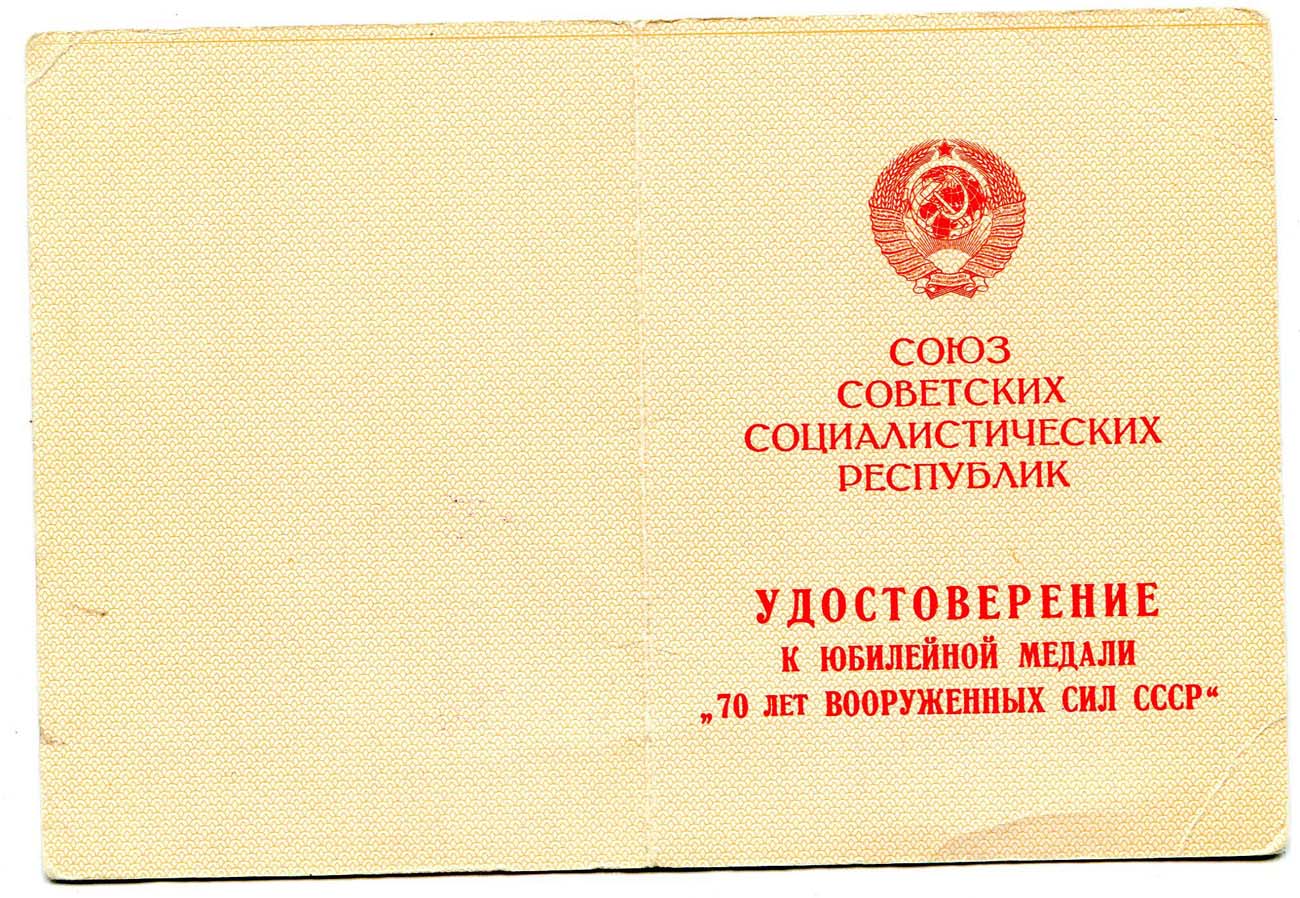 СОЮЗ
СОВЕТСКИХ
СОЦИАЛИСТИЧЕСКИХ
РЕСПУБЛИК
УДОСТОВЕРЕНИЕ
К ЮБИЛЕЙНОЙ МЕДАЛИ
„70 ЛЕТ ВООРУЖЕННЫХ СИЛ СССР“